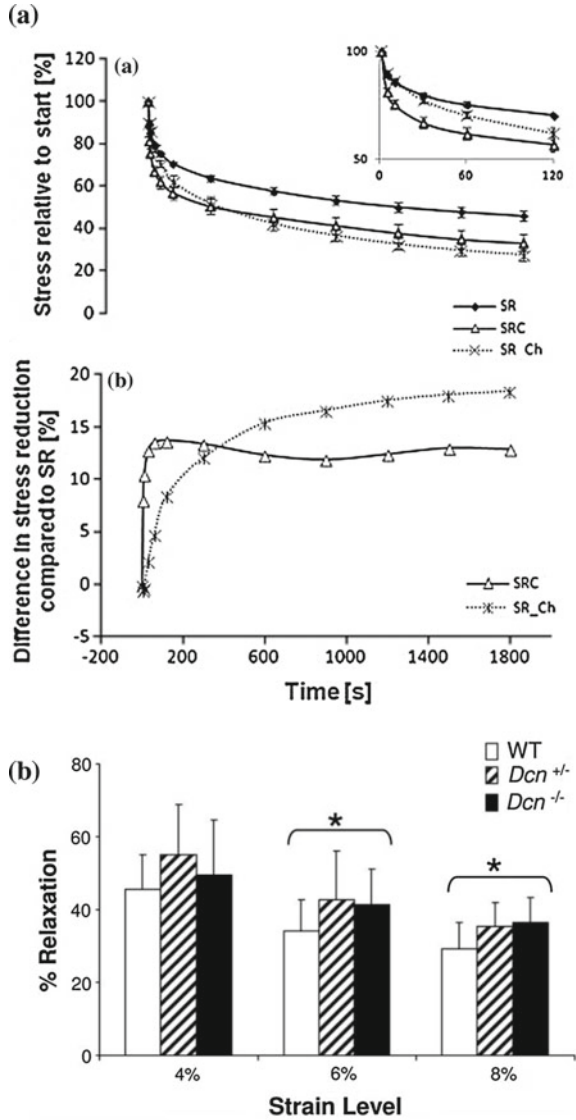 (a)
(a)
Stress relative to start [%]
120
100
80
60
40
20
0
100
50
0
60
120
SR
SRC
SR Ch
(b)
Difference In stress reduction
compared to SR [%]
20
15
10
5
0
-5
-200
200
600
1000
1400
1800
Time [s]
SRC
SR_Ch
(b)
% Relaxation
80
60
40
20
0
WT
Dcn +/-
Dcn -/-
*
*
4%
6%
8%
Strain Level